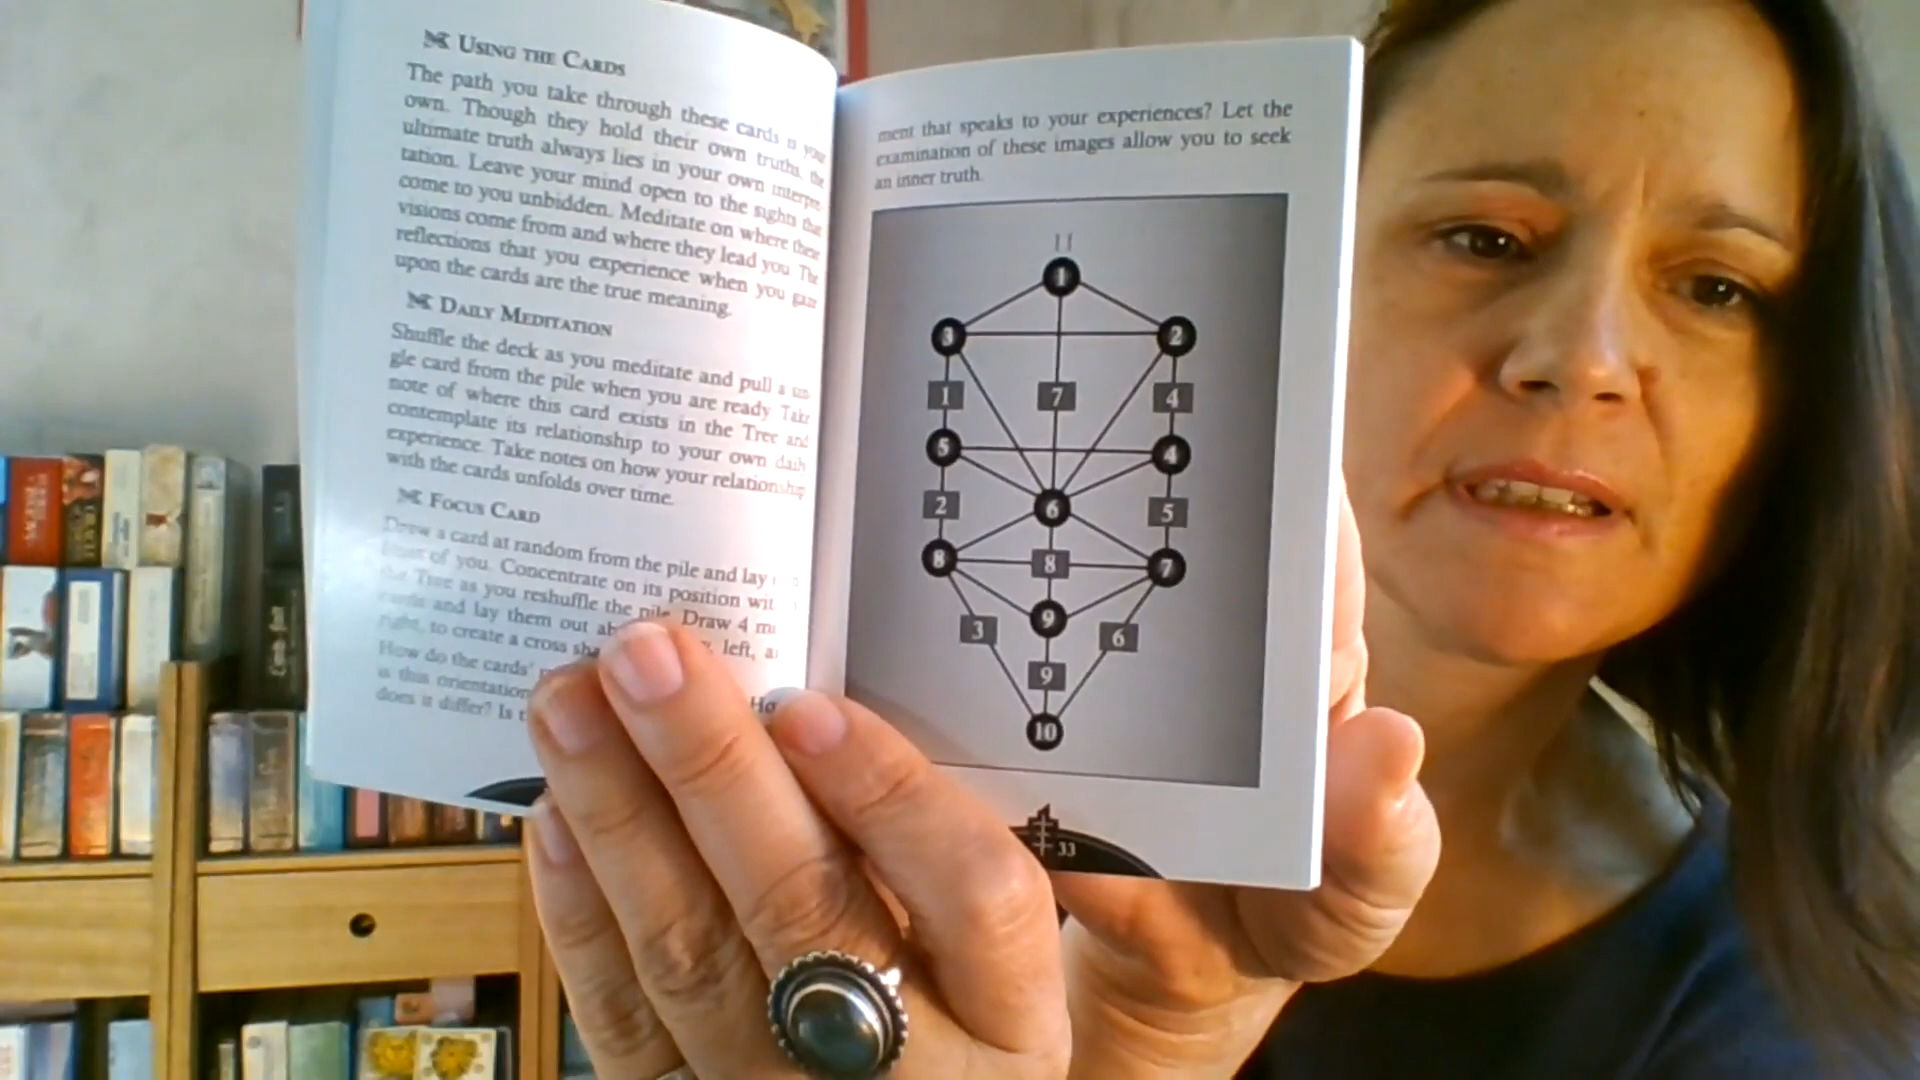 USING THE CARDS
The path you take through these cards is your
own. Though they hold their own truths, the
ultimate truth always lies in your own interpre-
tation. Leave your mind open to the sights that
come to you unbidden. Meditate on where these
visions come from and where they lead you. The
reflections that you experience when you gaze
upon the cards are the true meaning.
DAILY MEDITATION
Shuffle the deck as you meditate and pull a sin-
gle card from the pile when you are ready. Take
note of where this card exists in the Tree and
contemplate its relationship to your own daily
experience. Take notes on how your relationship
with the cards unfolds over time.
FOCUS CARD
Draw a card at random from the pile and lay
of you. Concentrate on its position
Tree as you reshuffle the pile. Draw 4
cards and lay them out left,
right, to create a cross
How do the cards'
is this orientation
does it differ? Is
ment that speaks to your experiences? Let the
examination of these images allow you to seek
an inner truth.
11
1
3 2
1 7 4
5 4
2 6 5
8 8 7
3 9 6
9
10
33